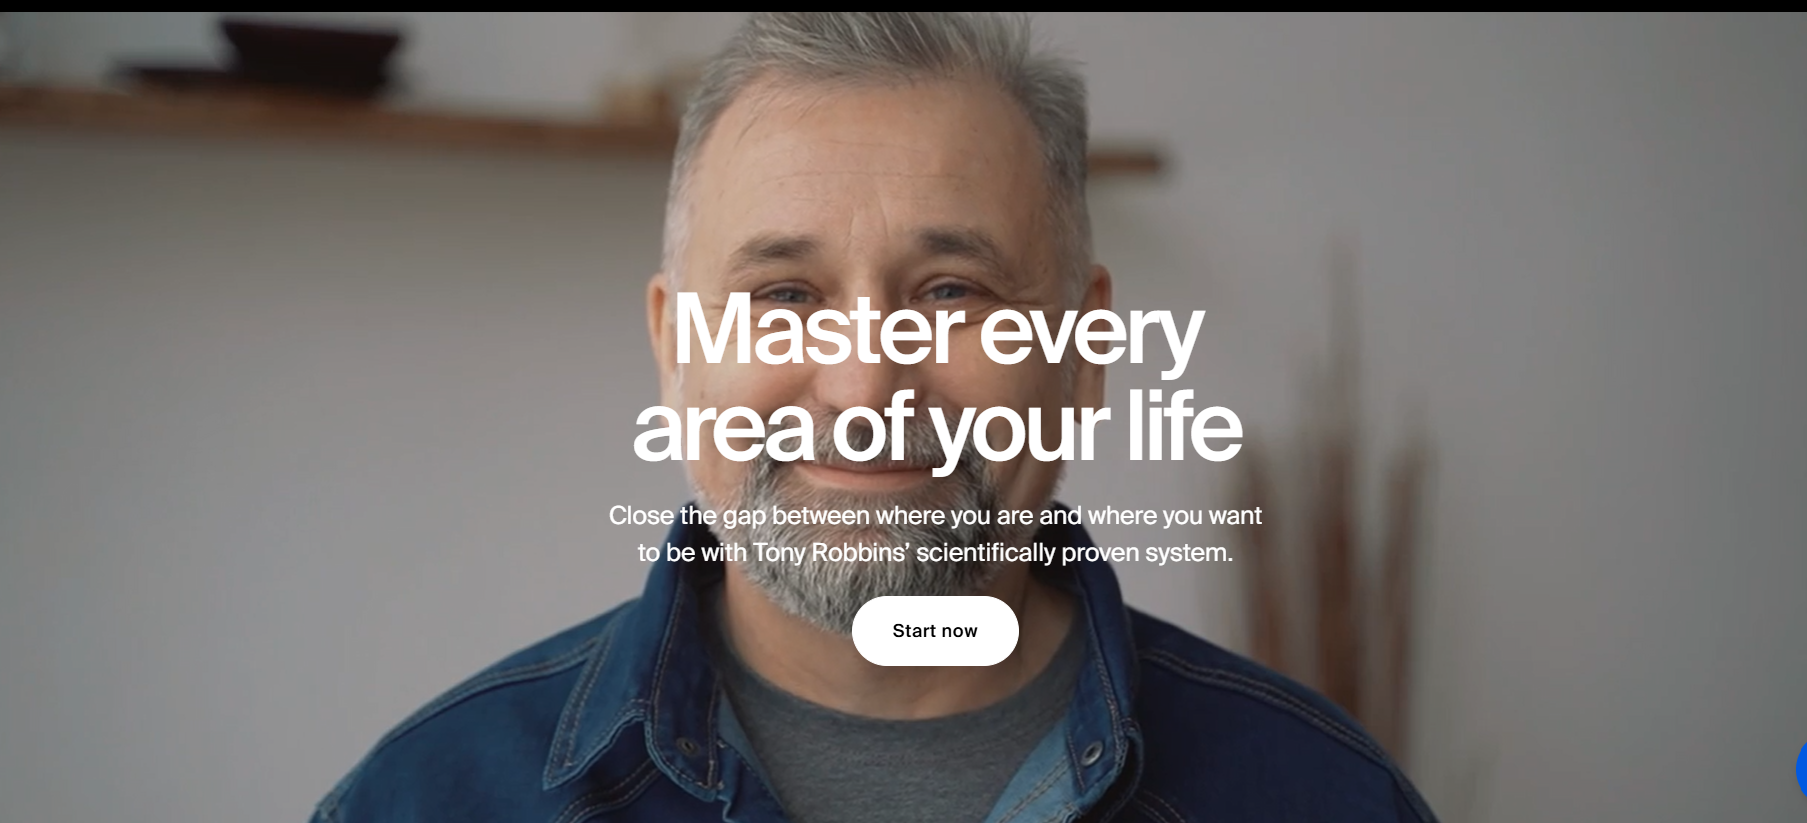 Master every
area of your life
Close the gap between where you are and where you want
to be with Tony Robbins’ scientifically proven system.
Start now